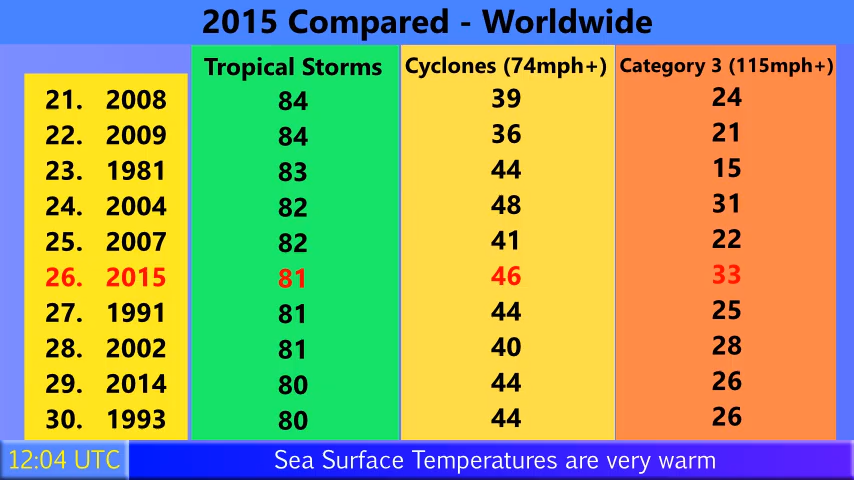 2015 Compared - Worldwide
Tropical Storms Cyclones (74mph+) Category 3 (115mph+)
21. 2008 84 39 24
22. 2009 84 36 21
23. 1981 83 44 15
24. 2004 82 48 31
25. 2007 82 41 22
26. 2015 81 46 33
27. 1991 81 44 25
28. 2002 81 40 28
29. 2014 80 44 26
30. 1993 80 44 26
12:04 UTC Sea Surface Temperatures are very warm